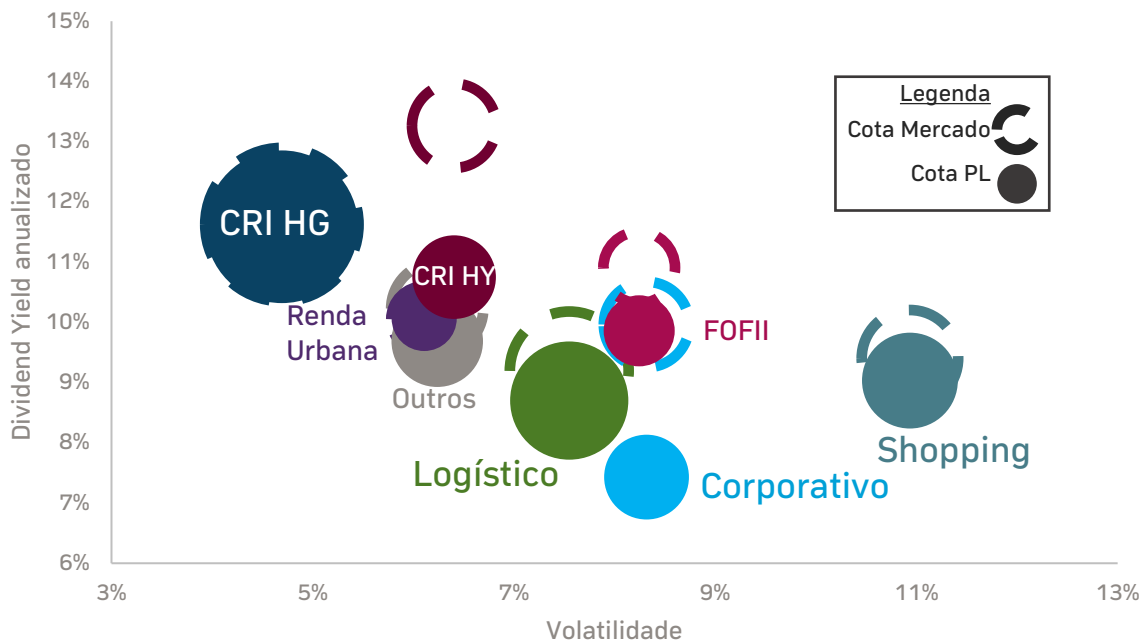 15%
14%
13%
12%
11%
10%
9%
8%
7%
6%
Dividend Yield anualizado
Legenda
Cota Mercado
Cota PL
CRI HG
CRI HY
Renda
Urbana
Outros
FOFII
Logístico
Corporativo
Shopping
3%
5%
7%
9%
11%
13%
Volatilidade